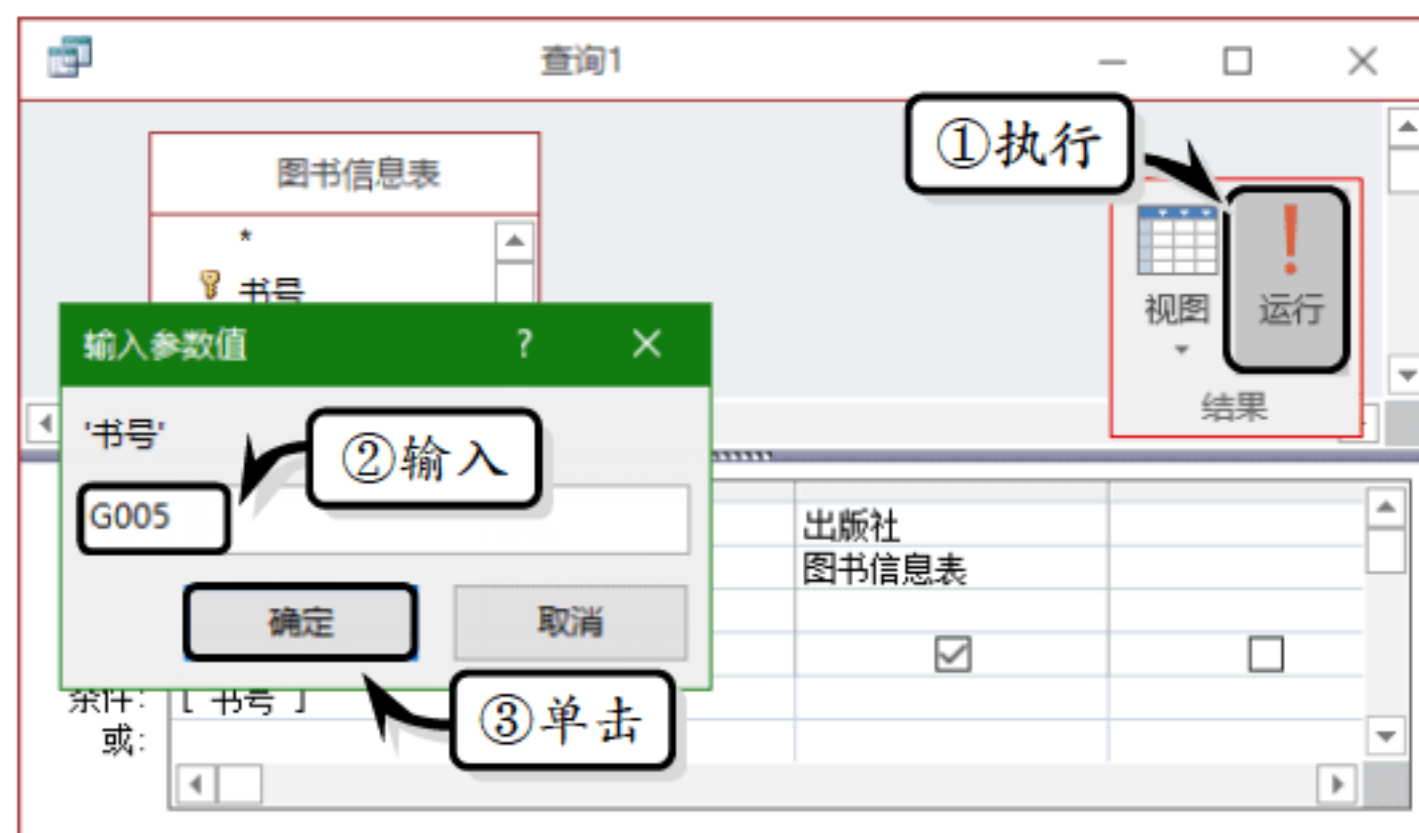 查询1
①执行
图书信息表
*
书号
视图
运行
结果
输入参数值
?
'书号'
②输入
G005
确定
取消
③单击
出版社
图书信息表
条件:
[ 书号 ]
或: